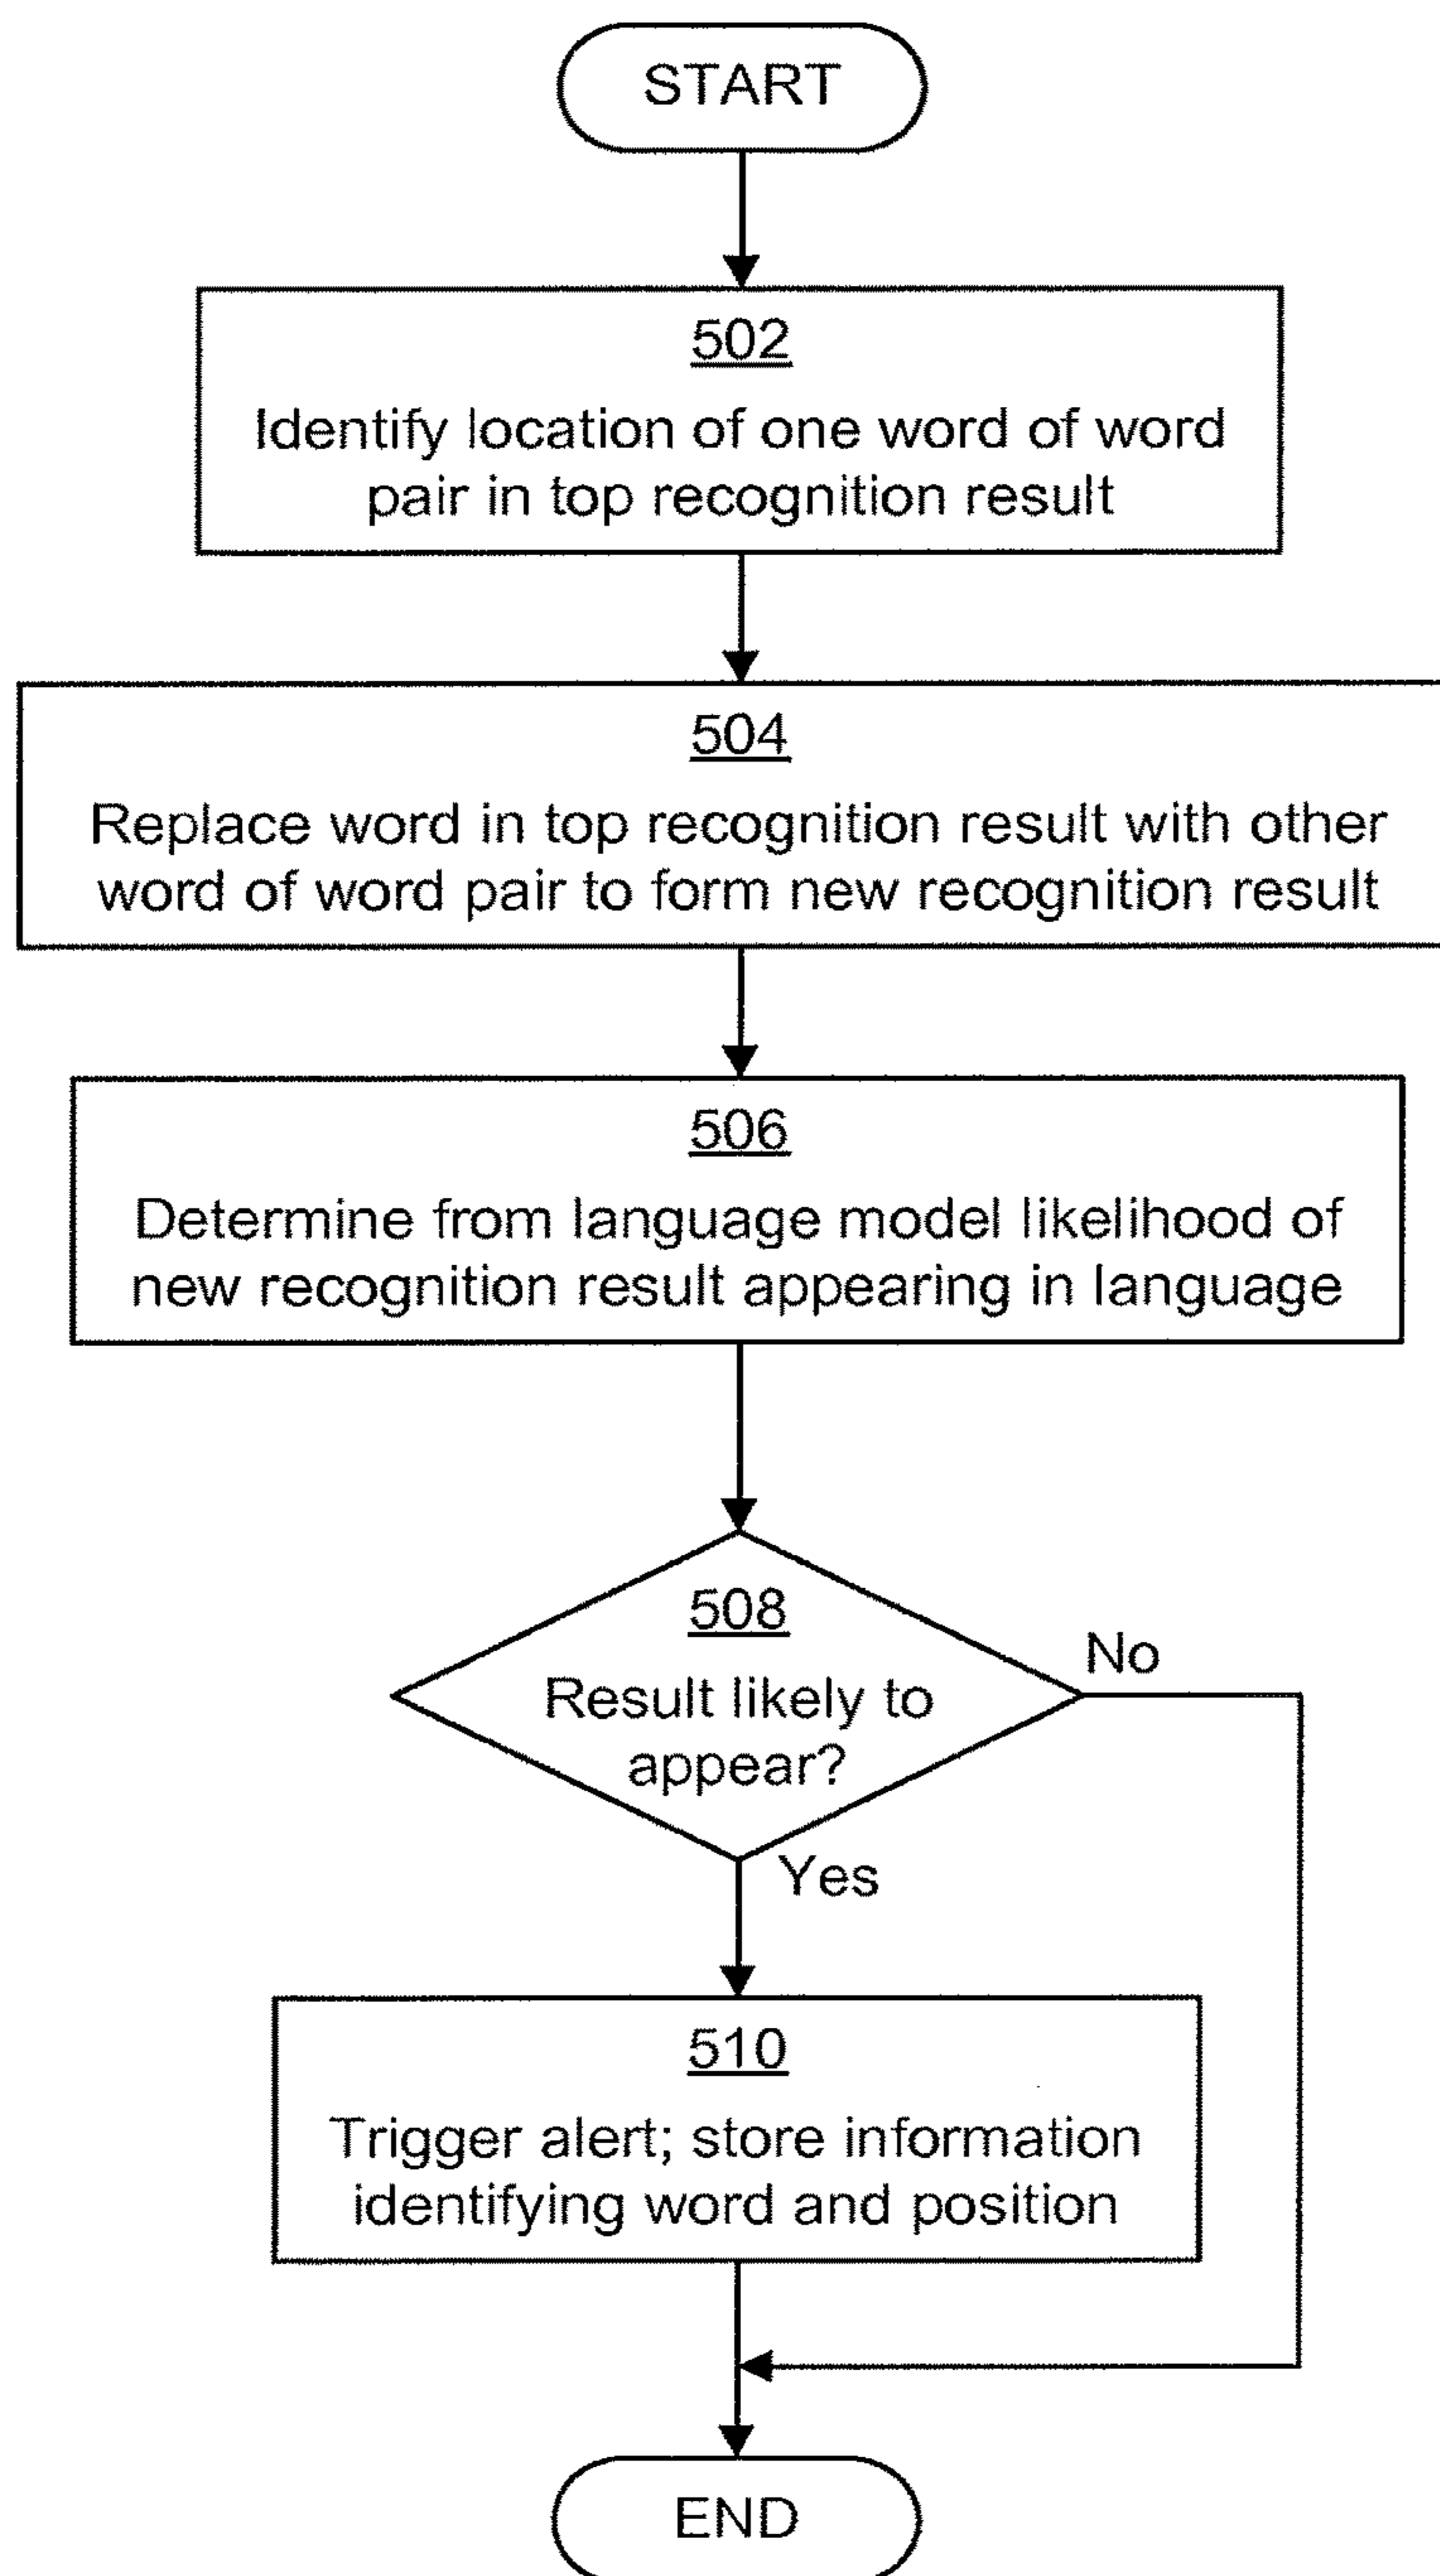 START
502
Identify location of one word of word
pair in top recognition result
504
Replace word in top recognition result with other
word of word pair to form new recognition result
506
Determine from language model likelihood of
new recognition result appearing in language
508
Result likely to
appear?
No
Yes
510
Trigger alert; store information
identifying word and position
END